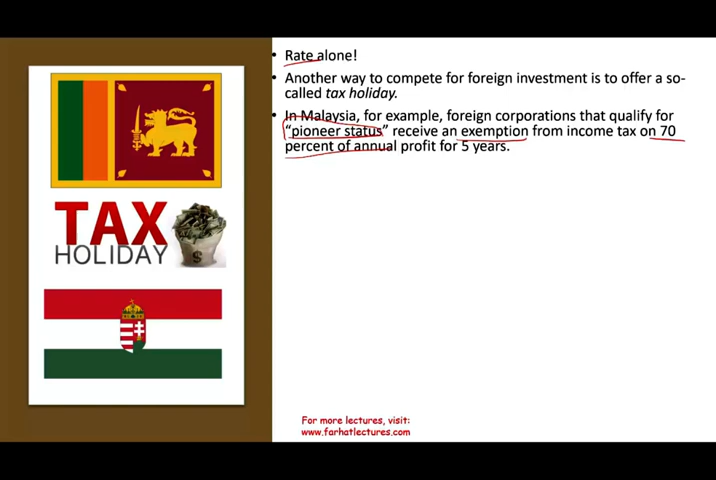 Rate alone!
Another way to compete for foreign investment is to offer a so-
called tax holiday.
In Malaysia, for example, foreign corporations that qualify for
“pioneer status” receive an exemption from income tax on 70
percent of annual profit for 5 years.
TAX
HOLIDAY
$
For more lectures, visit:
www.farhatlectures.com